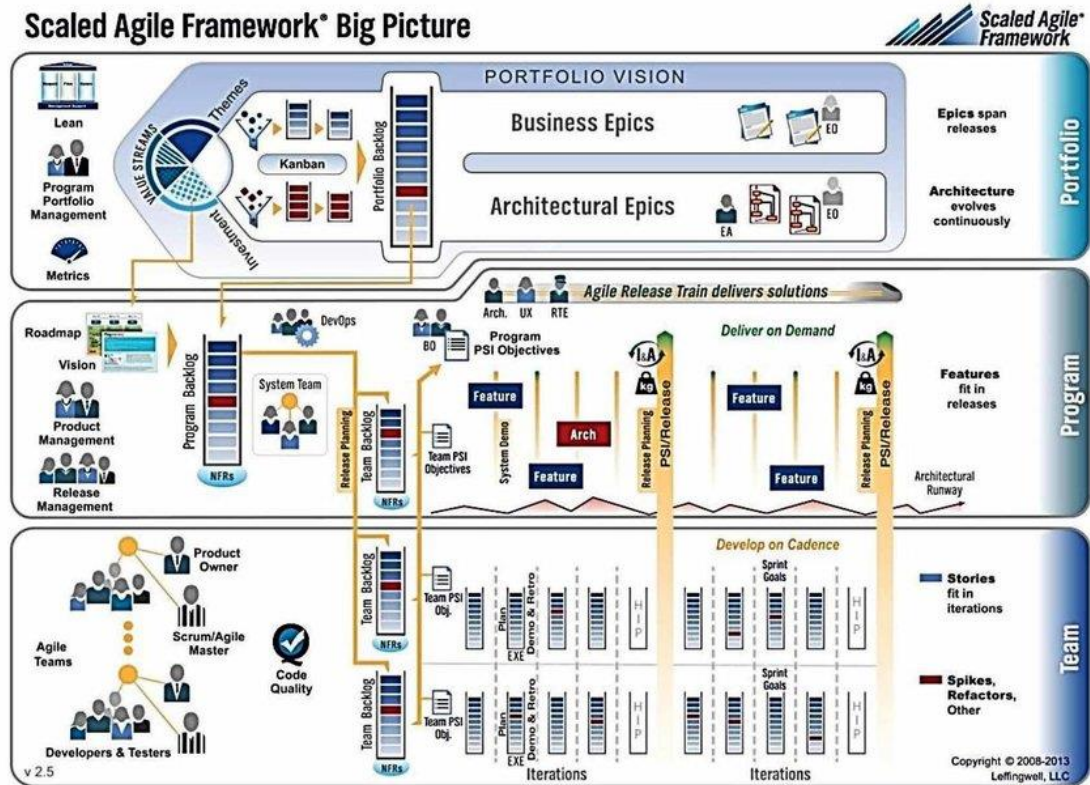 Scaled Agile Framework® Big Picture
Scaled Agile®
Framework
Lean
Program
Portfolio
Management
Metrics
VALUE STREAMS
Themes
Investment
Kanban
Portfolio Backlog
PORTFOLIO VISION
Business Epics
EO
Architectural Epics
EA
EO
Epics span
releases
Architecture
evolves
continuously
Portfolio
Roadmap
Vision
Product
Management
Release
Management
Program Backlog
NFRs
DevOps
System Team
Release Planning
Team Backlog
NFRs
BO
Program
PSI Objectives
Team PSI
Objectives
Arch.
UX
RTE
Agile Release Train delivers solutions
Deliver on Demand
Feature
System Demo
Feature
Arch
I&A
kg
Release Planning
PSI/Release
Feature
Feature
I&A
kg
Release Planning
PSI/Release
Architectural
Runway
Features
fit in
releases
Program
Product
Owner
Scrum/Agile
Master
Agile
Teams
Developers & Testers
Code
Quality
Team Backlog
NFRs
Team PSI
Obj.
Team Backlog
NFRs
Team PSI
Obj.
Develop on Cadence
Plan
EXE
Demo & Retro
HIP
Sprint
Goals
HIP
Plan
EXE
Demo & Retro
HIP
Sprint
Goals
HIP
Iterations
Iterations
Stories
fit in
iterations
Spikes,
Refactors,
Other
Team
v 2.5
Copyright © 2008-2013
Leffingwell, LLC